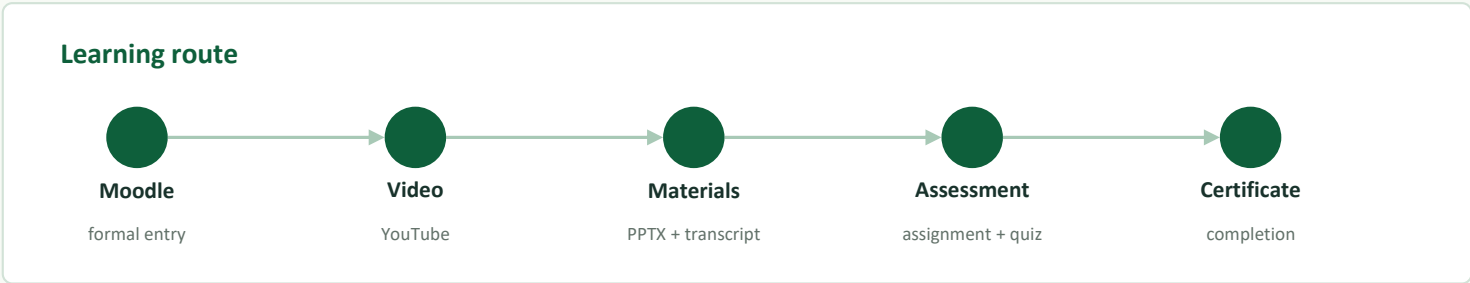 Learning route
Moodle
Video
Materials
Assessment
Certificate
formal entry
YouTube
PPTX + transcript
assignment + quiz
completion